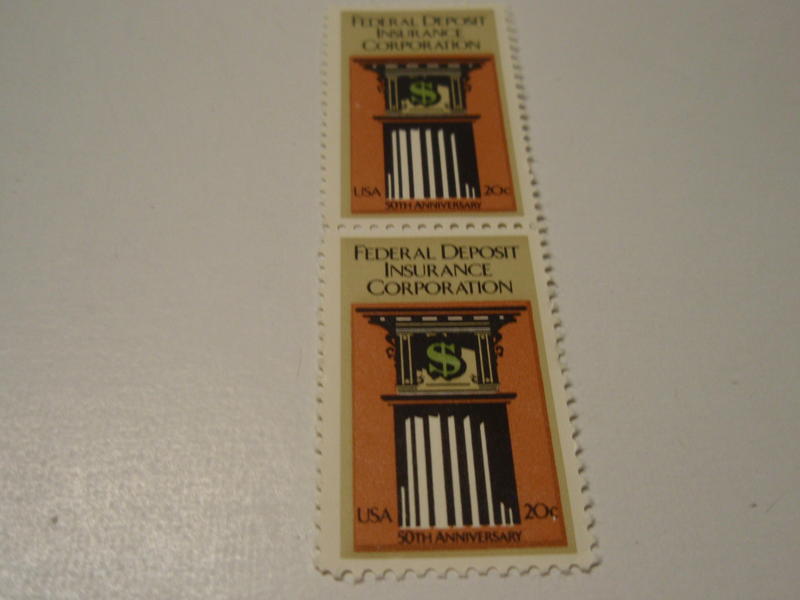 FEDERAL DEPOSIT
INSURANCE
CORPORATION
$
USA 20c
50TH ANNIVERSARY
FEDERAL DEPOSIT
INSURANCE
CORPORATION
$
USA 20c
50TH ANNIVERSARY